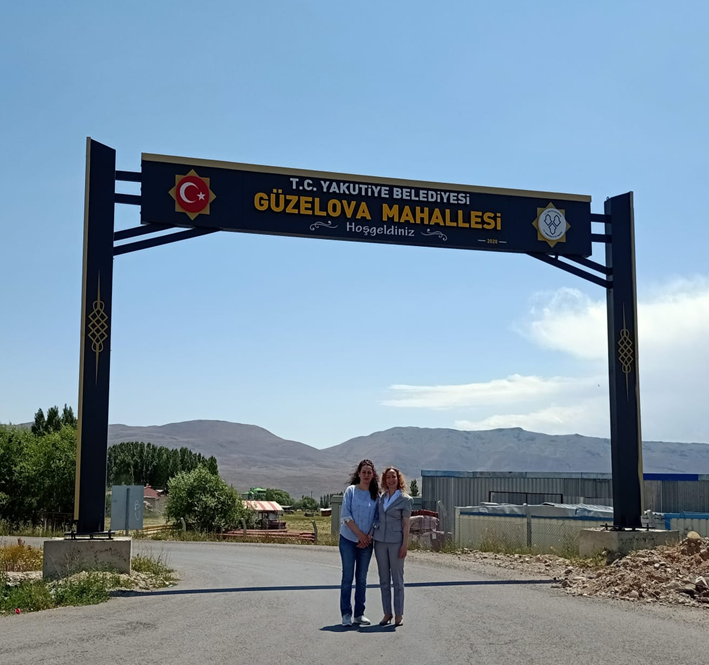 T.C. YAKUTİYE BELEDİYESİ
GÜZELOVA MAHALLESİ
Hoşgeldiniz
2020